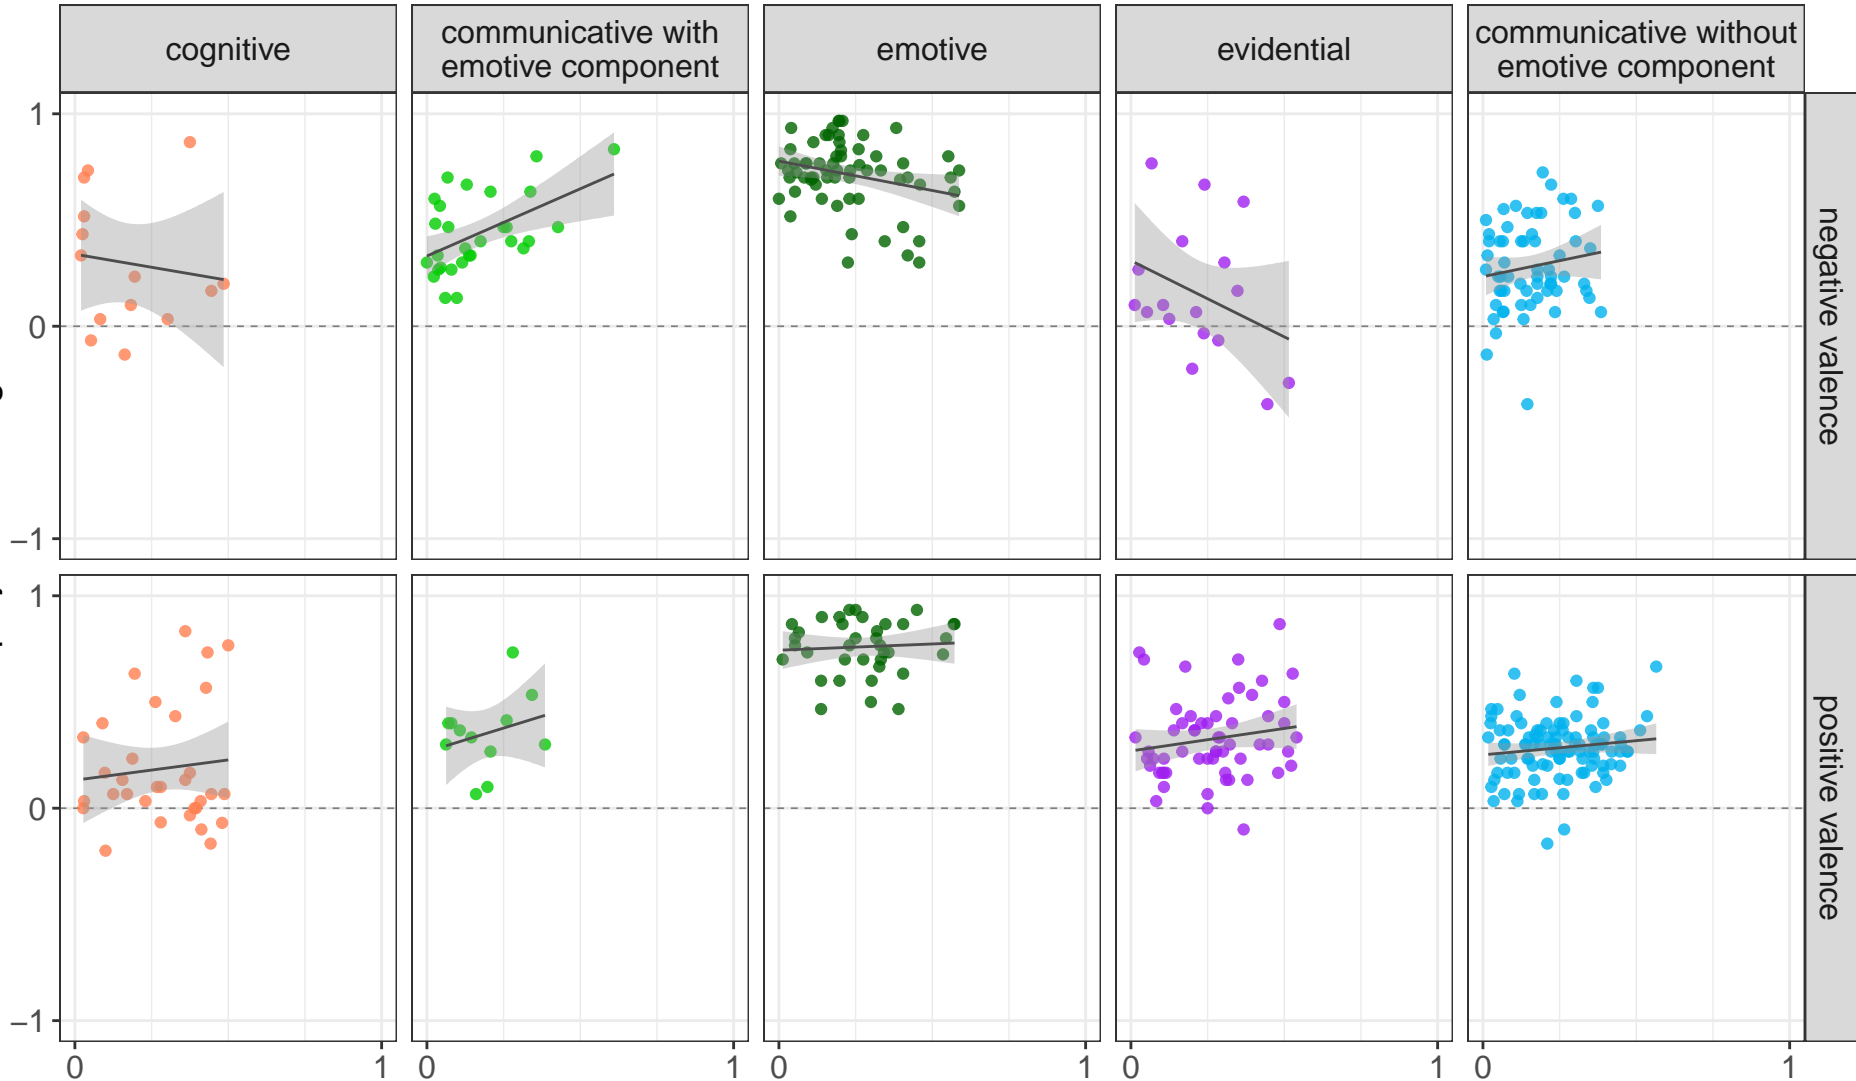 cognitive
communicative with
emotive component
emotive
evidential
communicative without
emotive component
1
0
−1
negative valence
1
0
−1
positive valence
0 1 0 1 0 1 0 1 0 1